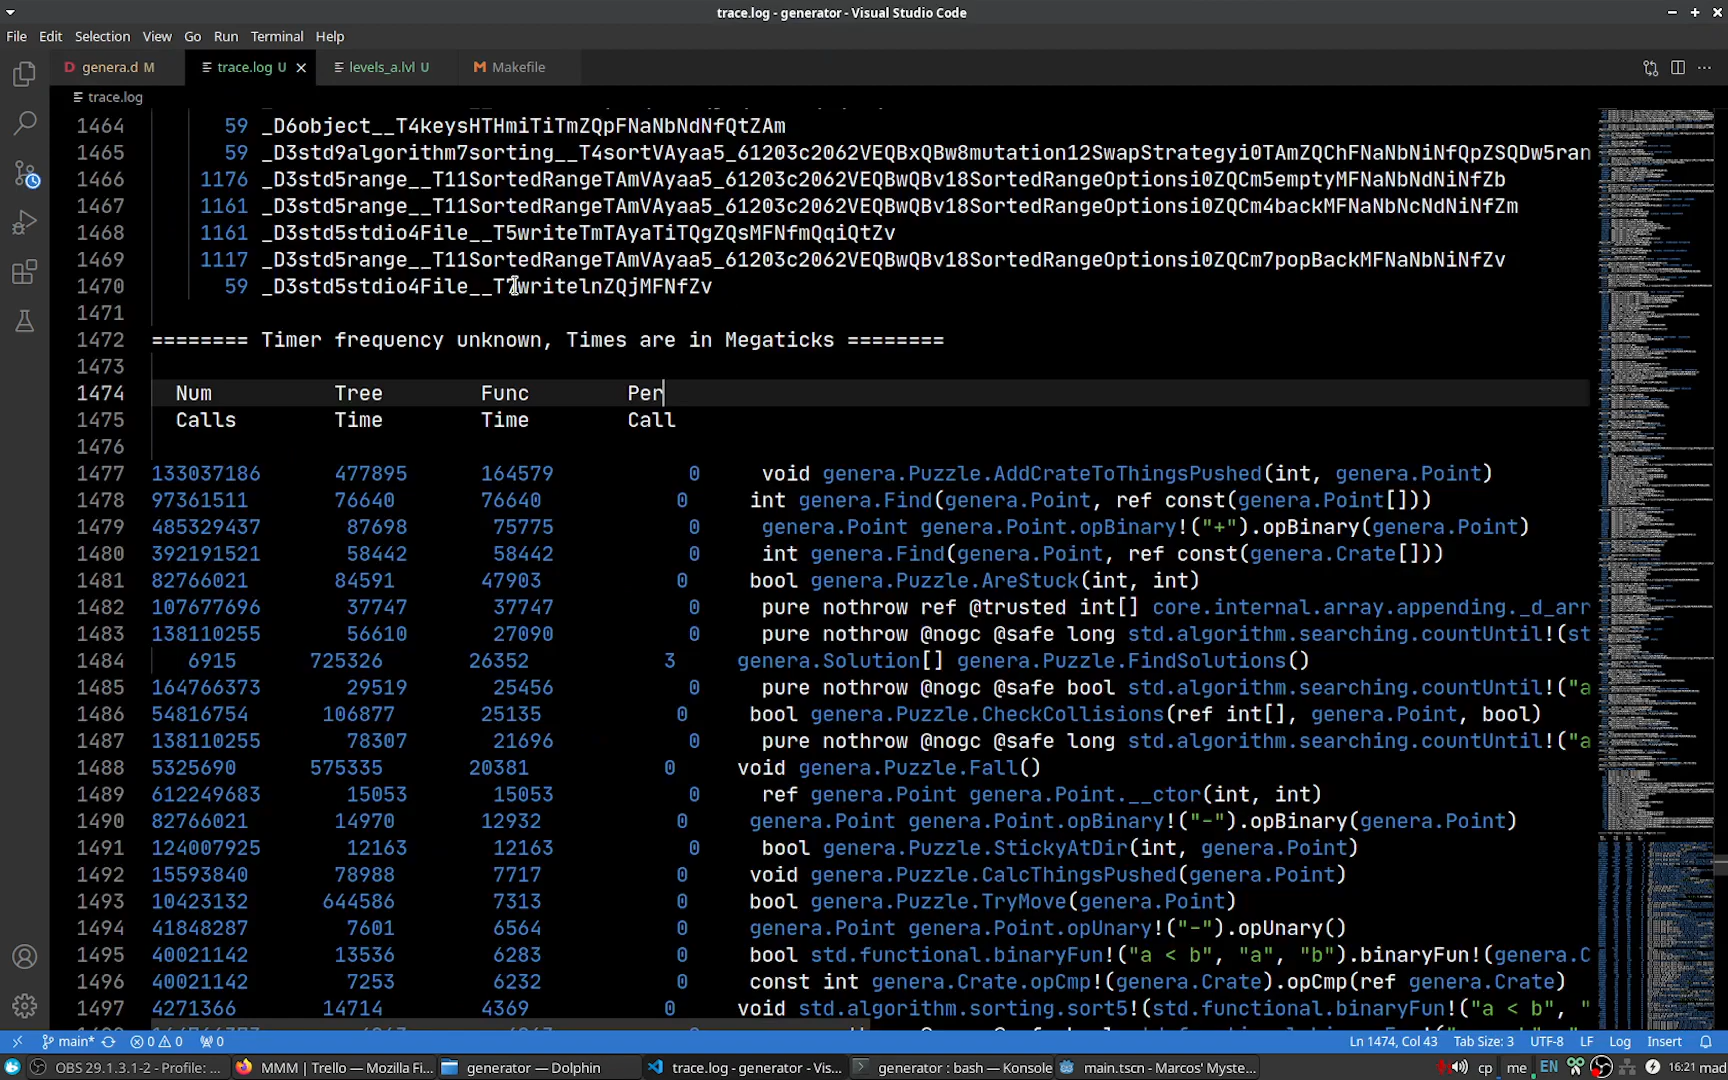 trace.log - generator - Visual Studio Code
File Edit Selection View Go Run Terminal Help
D genera.d M trace.log U levels_a.lvl U M Makefile
trace.log
1464 59 _D6object__T4keysHTHmiTiTmZQpFNaNbNdNfQtZAm
1465 59 _D3std9algorithm7sorting__T4sortVAyaa5_61203c2062VEQBxQBw8mutation12SwapStrategyi0TAmZQChFNaNbNiNfQpZSQDw5ran
1466 1176 _D3std5range__T11SortedRangeTAmVAyaa5_61203c2062VEQBwQBv18SortedRangeOptionsi0ZQCm5emptyMFNaNbNdNiNfZb
1467 1161 _D3std5range__T11SortedRangeTAmVAyaa5_61203c2062VEQBwQBv18SortedRangeOptionsi0ZQCm4backMFNaNbNcNdNiNfZm
1468 1161 _D3std5stdio4File__T5writeTmTAyaTiTQgZQsMFNfmQqiQtZv
1469 1117 _D3std5range__T11SortedRangeTAmVAyaa5_61203c2062VEQBwQBv18SortedRangeOptionsi0ZQCm7popBackMFNaNbNiNfZv
1470 59 _D3std5stdio4File__T7writelnZQjMFNfZv
1471
1472 ======== Timer frequency unknown, Times are in Megaticks ========
1473
1474 Num Tree Func Per
1475 Calls Time Time Call
1476
1477 133037186 477895 164579 0 void genera.Puzzle.AddCrateToThingsPushed(int, genera.Point)
1478 97361511 76640 76640 0 int genera.Find(genera.Point, ref const(genera.Point[]))
1479 485329437 87698 75775 0 genera.Point genera.Point.opBinary!("+").opBinary(genera.Point)
1480 392191521 58442 58442 0 int genera.Find(genera.Point, ref const(genera.Crate[]))
1481 82766021 84591 47903 0 bool genera.Puzzle.AreStuck(int, int)
1482 107677696 37747 37747 0 pure nothrow ref @trusted int[] core.internal.array.appending._d_arr
1483 138110255 56610 27090 0 pure nothrow @nogc @safe long std.algorithm.searching.countUntil!(st
1484 6915 725326 26352 3 genera.Solution[] genera.Puzzle.FindSolutions()
1485 164766373 29519 25456 0 pure nothrow @nogc @safe bool std.algorithm.searching.countUntil!("a
1486 54816754 106877 25135 0 bool genera.Puzzle.CheckCollisions(ref int[], genera.Point, bool)
1487 138110255 78307 21696 0 pure nothrow @nogc @safe long std.algorithm.searching.countUntil!("a
1488 5325690 575335 20381 0 void genera.Puzzle.Fall()
1489 612249683 15053 15053 0 ref genera.Point genera.Point.__ctor(int, int)
1490 82766021 14970 12932 0 genera.Point genera.Point.opBinary!("-").opBinary(genera.Point)
1491 124007925 12163 12163 0 bool genera.Puzzle.StickyAtDir(int, genera.Point)
1492 15593840 78988 7717 0 void genera.Puzzle.CalcThingsPushed(genera.Point)
1493 10423132 644586 7313 0 bool genera.Puzzle.TryMove(genera.Point)
1494 41848287 7601 6564 0 genera.Point genera.Point.opUnary!("-").opUnary()
1495 40021142 13536 6283 0 bool std.functional.binaryFun!("a < b", "a", "b").binaryFun!(genera.C
1496 40021142 7253 6232 0 const int genera.Crate.opCmp!(genera.Crate).opCmp(ref genera.Crate)
1497 4271366 14714 4369 0 void std.algorithm.sorting.sort5!(std.functional.binaryFun!("a < b", "
main* 0 0 0 Ln 1474, Col 43 Tab Size: 3 UTF-8 LF Log Insert
OBS 29.1.3.1-2 - Profile: ... MMM | Trello — Mozilla Fi... generator — Dolphin trace.log - generator - Vis... generator : bash — Konsole main.tscn - Marcos' Myste... cp me EN 16:21 mad